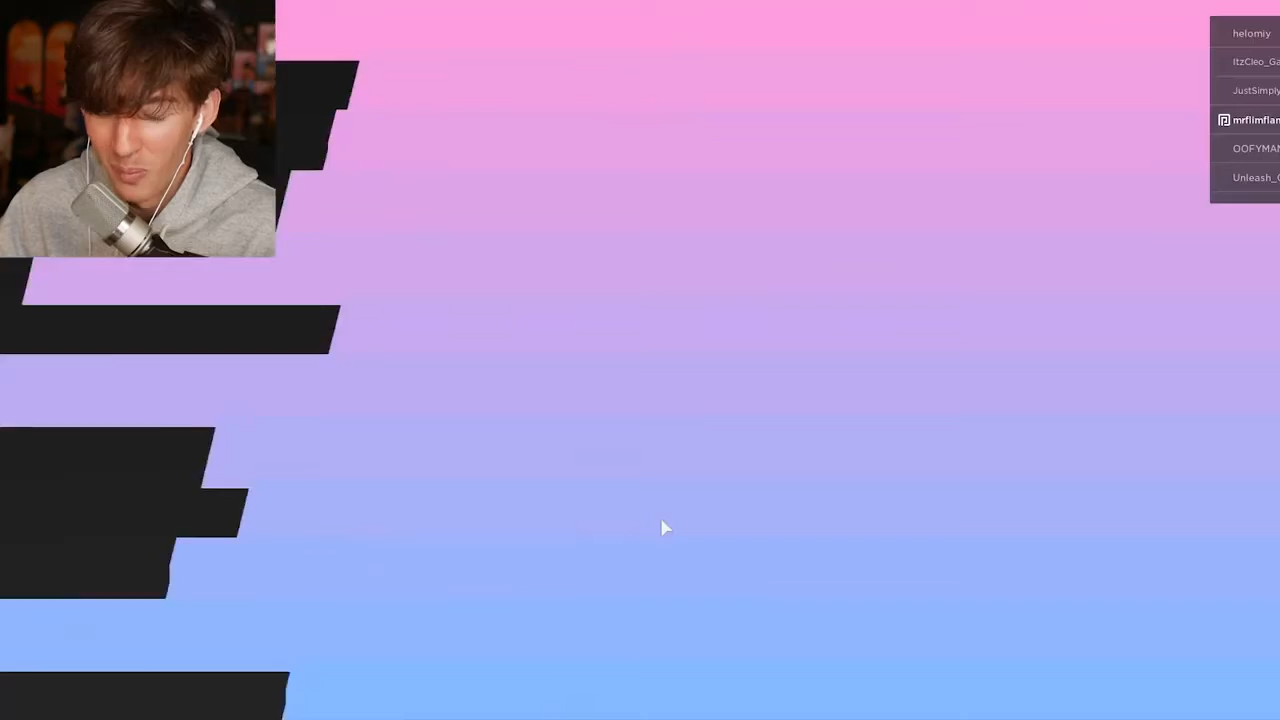 helomiy
ItzCleo_Ga
JustSimply
mrflimflan
OOFYMAN
Unleash_